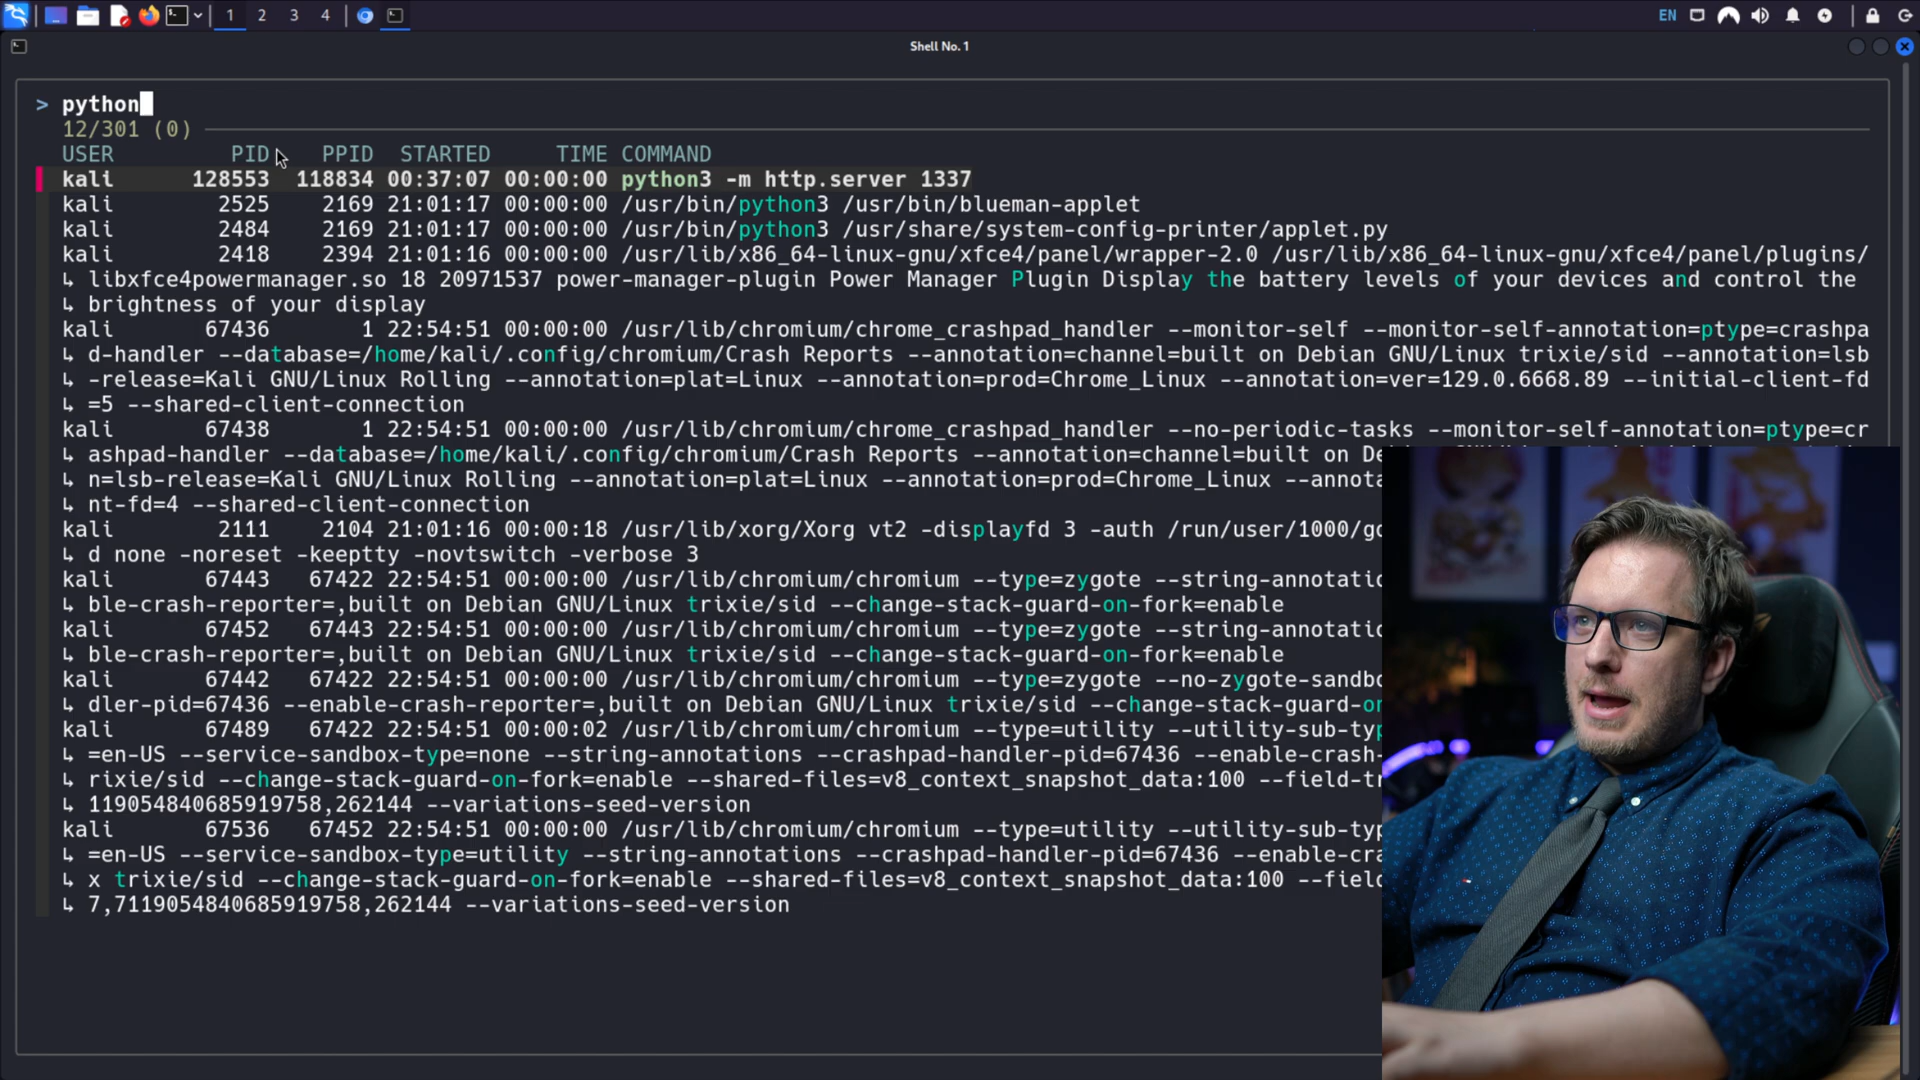 1 2 3 4 EN
Shell No. 1
> python
12/301 (0)
USER PID PPID STARTED TIME COMMAND
kali 128553 118834 00:37:07 00:00:00 python3 -m http.server 1337
kali 2525 2169 21:01:17 00:00:00 /usr/bin/python3 /usr/bin/blueman-applet
kali 2484 2169 21:01:17 00:00:00 /usr/bin/python3 /usr/share/system-config-printer/applet.py
kali 2418 2394 21:01:16 00:00:00 /usr/lib/x86_64-linux-gnu/xfce4/panel/wrapper-2.0 /usr/lib/x86_64-linux-gnu/xfce4/panel/plugins/
↳ libxfce4powermanager.so 18 20971537 power-manager-plugin Power Manager Plugin Display the battery levels of your devices and control the
↳ brightness of your display
kali 67436 1 22:54:51 00:00:00 /usr/lib/chromium/chrome_crashpad_handler --monitor-self --monitor-self-annotation=ptype=crashpa
↳ d-handler --database=/home/kali/.config/chromium/Crash Reports --annotation=channel=built on Debian GNU/Linux trixie/sid --annotation=lsb
↳ -release=Kali GNU/Linux Rolling --annotation=plat=Linux --annotation=prod=Chrome_Linux --annotation=ver=129.0.6668.89 --initial-client-fd
↳ =5 --shared-client-connection
kali 67438 1 22:54:51 00:00:00 /usr/lib/chromium/chrome_crashpad_handler --no-periodic-tasks --monitor-self-annotation=ptype=cr
↳ ashpad-handler --database=/home/kali/.config/chromium/Crash Reports --annotation=channel=built on De
↳ n=lsb-release=Kali GNU/Linux Rolling --annotation=plat=Linux --annotation=prod=Chrome_Linux --annota
↳ nt-fd=4 --shared-client-connection
kali 2111 2104 21:01:16 00:00:18 /usr/lib/xorg/Xorg vt2 -displayfd 3 -auth /run/user/1000/gd
↳ d none -noreset -keeptty -novtswitch -verbose 3
kali 67443 67422 22:54:51 00:00:00 /usr/lib/chromium/chromium --type=zygote --string-annotatio
↳ ble-crash-reporter=,built on Debian GNU/Linux trixie/sid --change-stack-guard-on-fork=enable
kali 67452 67443 22:54:51 00:00:00 /usr/lib/chromium/chromium --type=zygote --string-annotatio
↳ ble-crash-reporter=,built on Debian GNU/Linux trixie/sid --change-stack-guard-on-fork=enable
kali 67442 67422 22:54:51 00:00:00 /usr/lib/chromium/chromium --type=zygote --no-zygote-sandbo
↳ dler-pid=67436 --enable-crash-reporter=,built on Debian GNU/Linux trixie/sid --change-stack-guard-on
kali 67489 67422 22:54:51 00:00:02 /usr/lib/chromium/chromium --type=utility --utility-sub-typ
↳ =en-US --service-sandbox-type=none --string-annotations --crashpad-handler-pid=67436 --enable-crash-
↳ rixie/sid --change-stack-guard-on-fork=enable --shared-files=v8_context_snapshot_data:100 --field-tr
↳ 119054840685919758,262144 --variations-seed-version
kali 67536 67452 22:54:51 00:00:00 /usr/lib/chromium/chromium --type=utility --utility-sub-typ
↳ =en-US --service-sandbox-type=utility --string-annotations --crashpad-handler-pid=67436 --enable-cra
↳ x trixie/sid --change-stack-guard-on-fork=enable --shared-files=v8_context_snapshot_data:100 --field
↳ 7,7119054840685919758,262144 --variations-seed-version